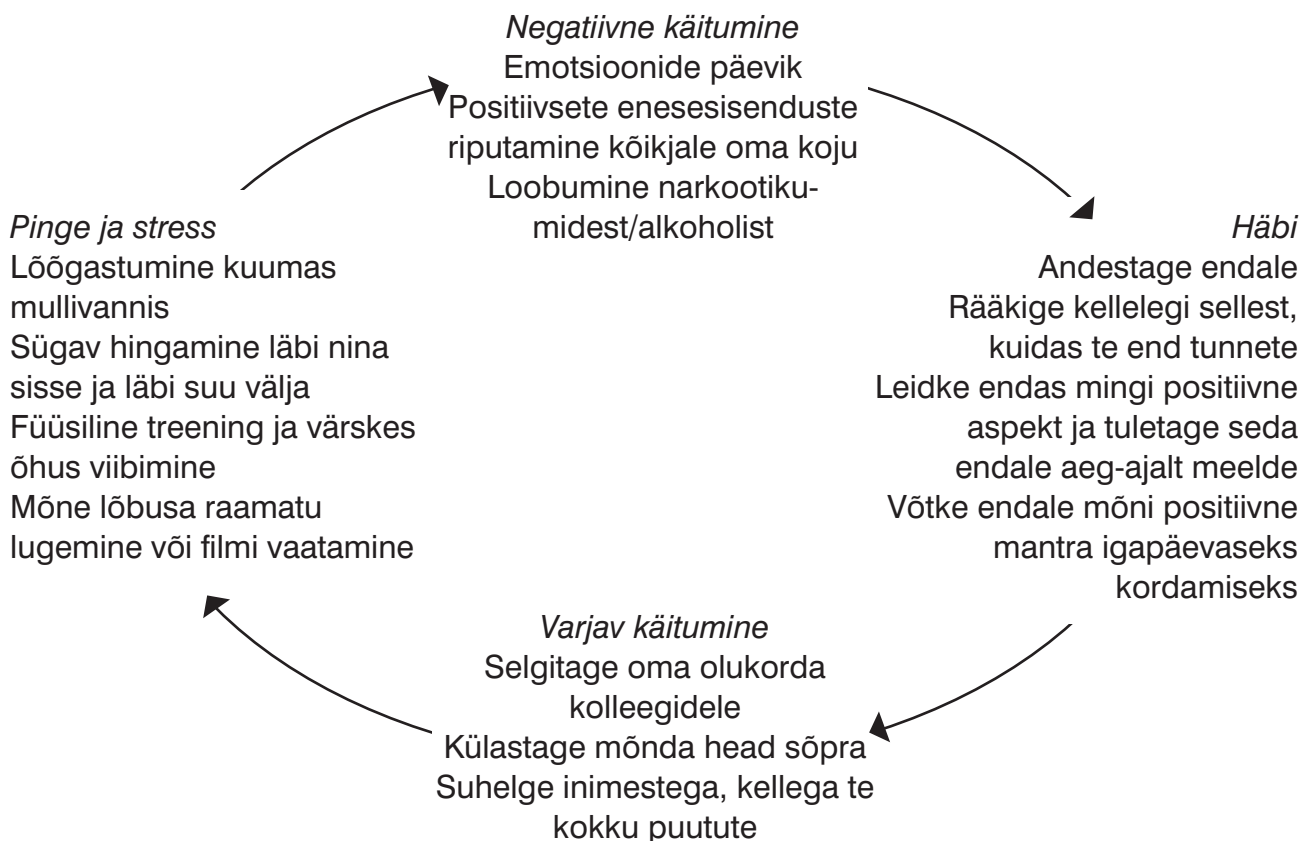 Negatiivne käitumine
Emotsioonide päevik
Positiivsete enesesisenduste
riputamine kõikjale oma koju
Loobumine narkootiku-
midest/alkoholist
Häbi
Andestage endale
Rääkige kellelegi sellest,
kuidas te end tunnete
Leidke endas mingi positiivne
aspekt ja tuletage seda
endale aeg-ajalt meelde
Võtke endale mõni positiivne
mantra igapäevaseks
kordamiseks
Varjav käitumine
Selgitage oma olukorda
kolleegidele
Külastage mõnda head sõpra
Suhelge inimestega, kellega te
kokku puutute
Pinge ja stress
Lõõgastumine kuumas
mullivannis
Sügav hingamine läbi nina
sisse ja läbi suu välja
Füüsiline treening ja värskes
õhus viibimine
Mõne lõbusa raamatu
lugemine või filmi vaatamine